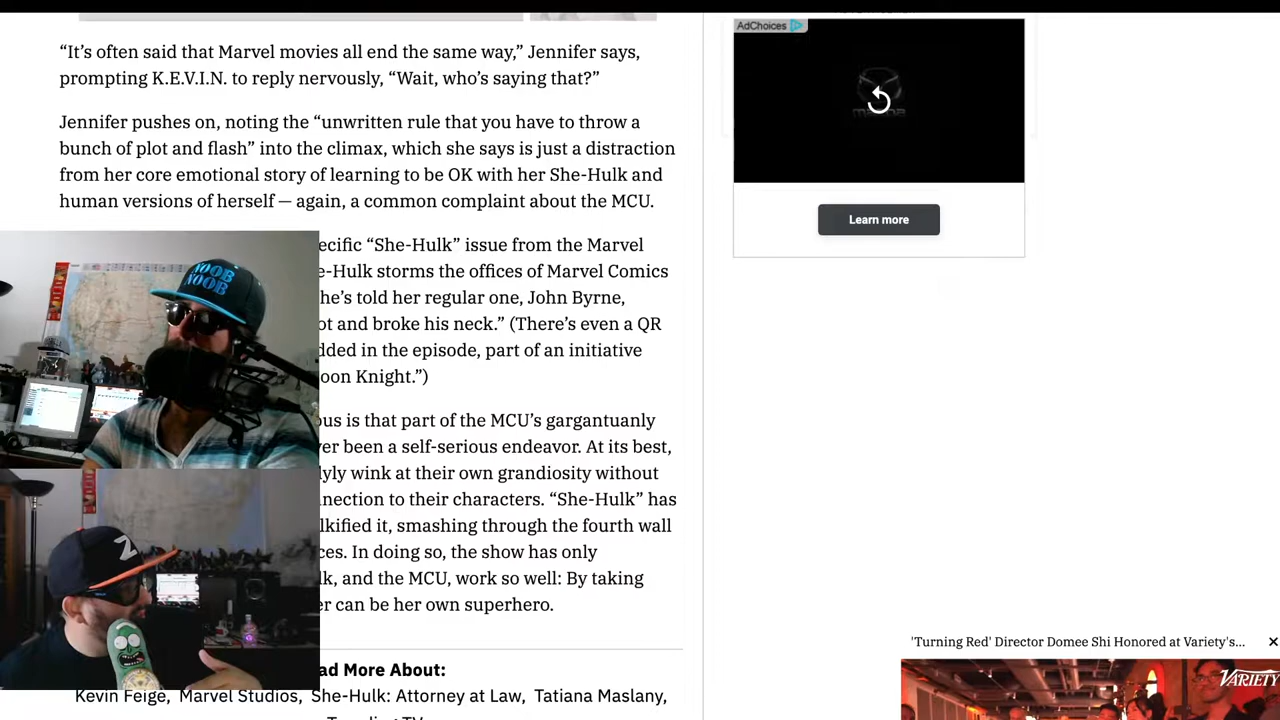 AdChoices
“It’s often said that Marvel movies all end the same way,” Jennifer says,
prompting K.E.V.I.N. to reply nervously, “Wait, who’s saying that?”
Jennifer pushes on, noting the “unwritten rule that you have to throw a
bunch of plot and flash” into the climax, which she says is just a distraction
from her core emotional story of learning to be OK with her She-Hulk and
human versions of herself — again, a common complaint about the MCU.
ecific “She-Hulk” issue from the Marvel
e-Hulk storms the offices of Marvel Comics
he’s told her regular one, John Byrne,
ot and broke his neck.” (There’s even a QR
dded in the episode, part of an initiative
oon Knight.”)
ous is that part of the MCU’s gargantuanly
ver been a self-serious endeavor. At its best,
lyly wink at their own grandiosity without
nnection to their characters. “She-Hulk” has
ulkified it, smashing through the fourth wall
ces. In doing so, the show has only
lk, and the MCU, work so well: By taking
er can be her own superhero.
ad More About:
Kevin Feige, Marvel Studios, She-Hulk: Attorney at Law, Tatiana Maslany,
NOOB
NOOB
Z
mazda
Learn more
'Turning Red' Director Domee Shi Honored at Variety's...
VARIETY